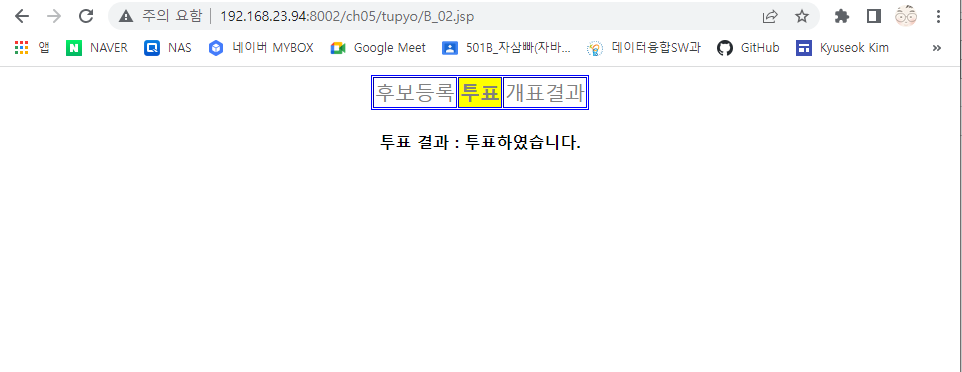 주의 요함 192.168.23.94:8002/ch05/tupyo/B_02.jsp
앱 NAVER NAS 네이버 MYBOX Google Meet 501B_자삼빠(자바... 데이터융합SW과 GitHub Kyuseok Kim »
후보등록 투표 개표결과
투표 결과 : 투표하였습니다.